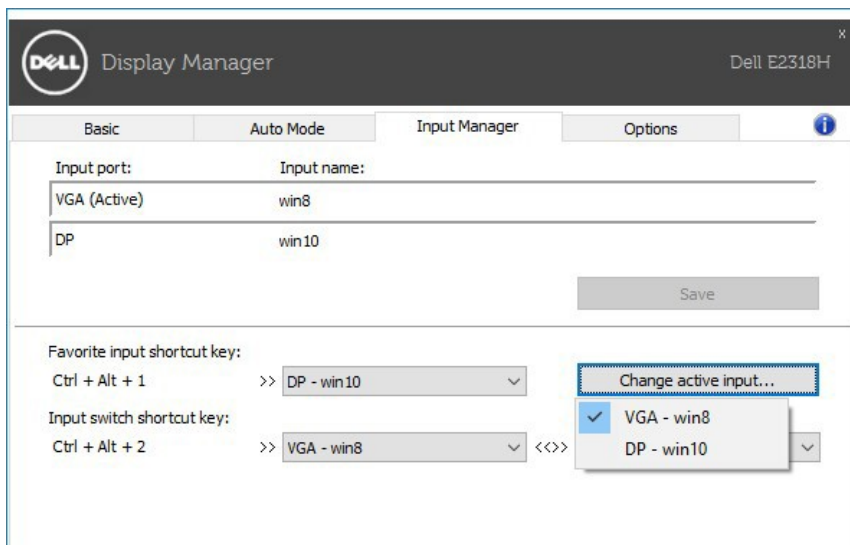 DELL Display Manager
x
Dell E2318H
Basic Auto Mode Input Manager Options i
Input port: Input name:
VGA (Active) win8
DP win10
Save
Favorite input shortcut key:
Ctrl + Alt + 1 >> DP - win10 Change active input...
VGA - win8
Input switch shortcut key:
Ctrl + Alt + 2 >> VGA - win8 <<>> DP - win10